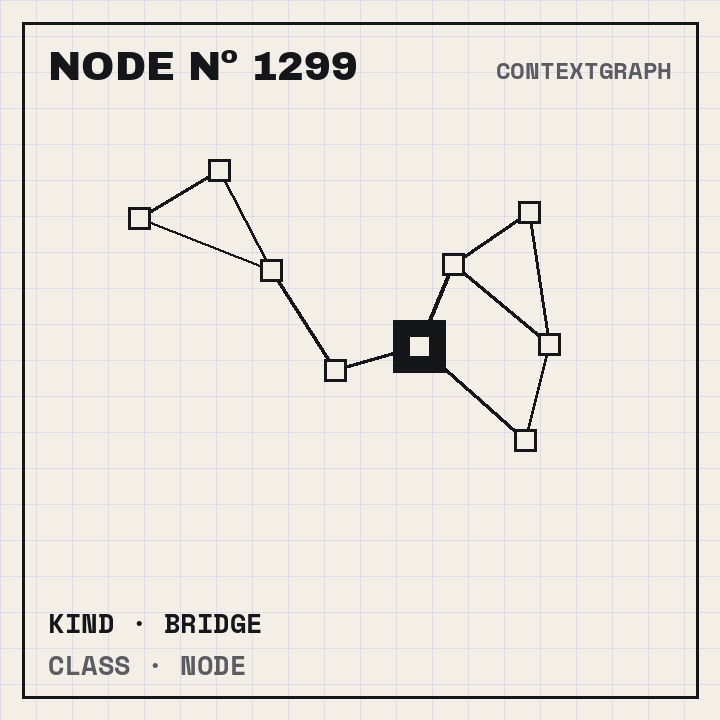 NODE Nº 1299
CONTEXTGRAPH
KIND · BRIDGE
CLASS · NODE